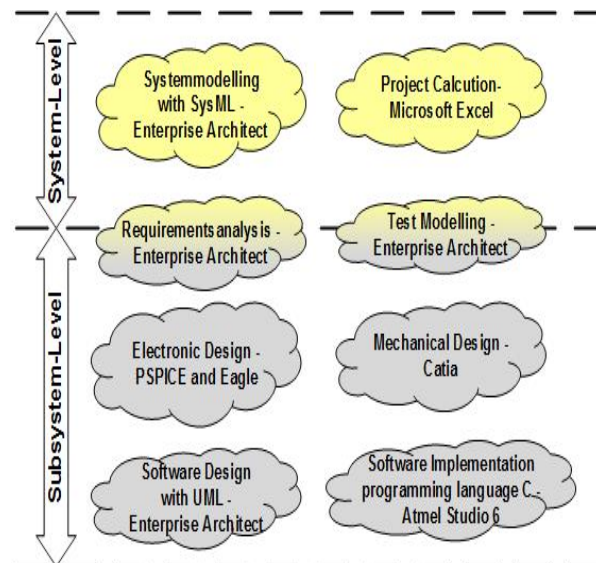 System-Level
Systemmodelling
with SysML -
Enterprise Architect
Project Calcution-
Microsoft Excel
Requirements analysis -
Enterprise Architect
Test Modelling -
Enterprise Architect
Subsystem-Level
Electronic Design -
PSPICE and Eagle
Mechanical Design -
Catia
Software Design
with UML -
Enterprise Architect
Software Implementation
programming language C -
Atmel Studio 6